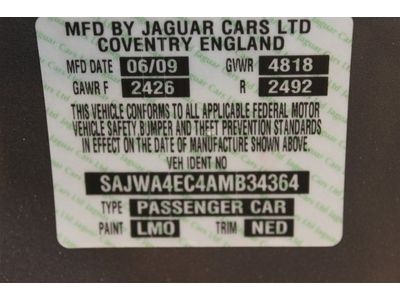 MFD BY JAGUAR CARS LTD
COVENTRY ENGLAND
MFD DATE 06/09 GVWR 4818
GAWR F 2426 R 2492
THIS VEHICLE CONFORMS TO ALL APPLICABLE FEDERAL MOTOR
VEHICLE SAFETY BUMPER AND THEFT PREVENTION STANDARDS
IN EFFECT ON THE DATE OF MANUFACTURE SHOWN ABOVE.
VEH IDENT NO
SAJWA4EC4AMB34364
TYPE PASSENGER CAR
PAINT LMO TRIM NED